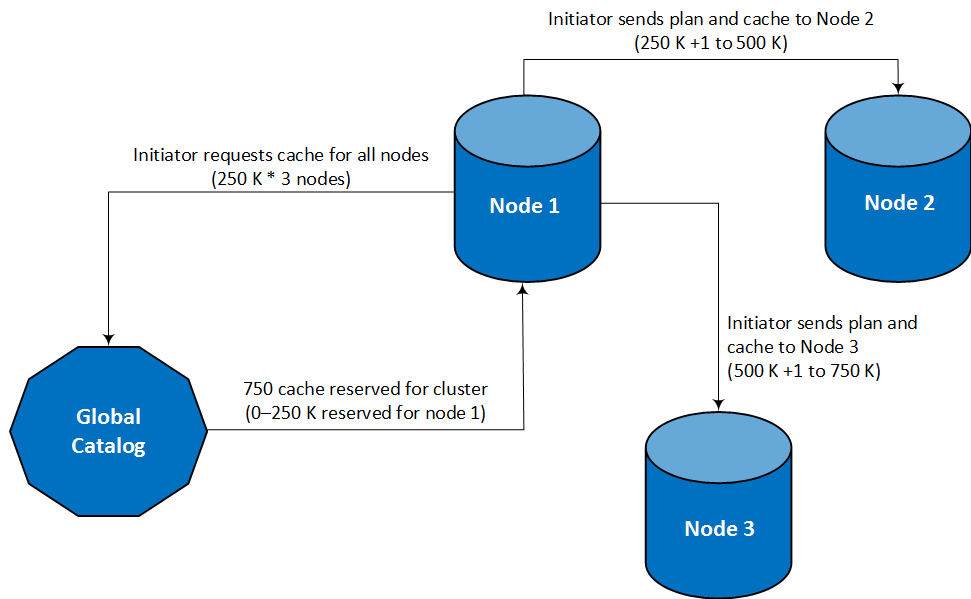 Initiator sends plan and cache to Node 2
(250 K +1 to 500 K)
Initiator requests cache for all nodes
(250 K * 3 nodes)
Node 1
Node 2
Initiator sends plan and
cache to Node 3
(500 K +1 to 750 K)
750 cache reserved for cluster
(0–250 K reserved for node 1)
Global
Catalog
Node 3